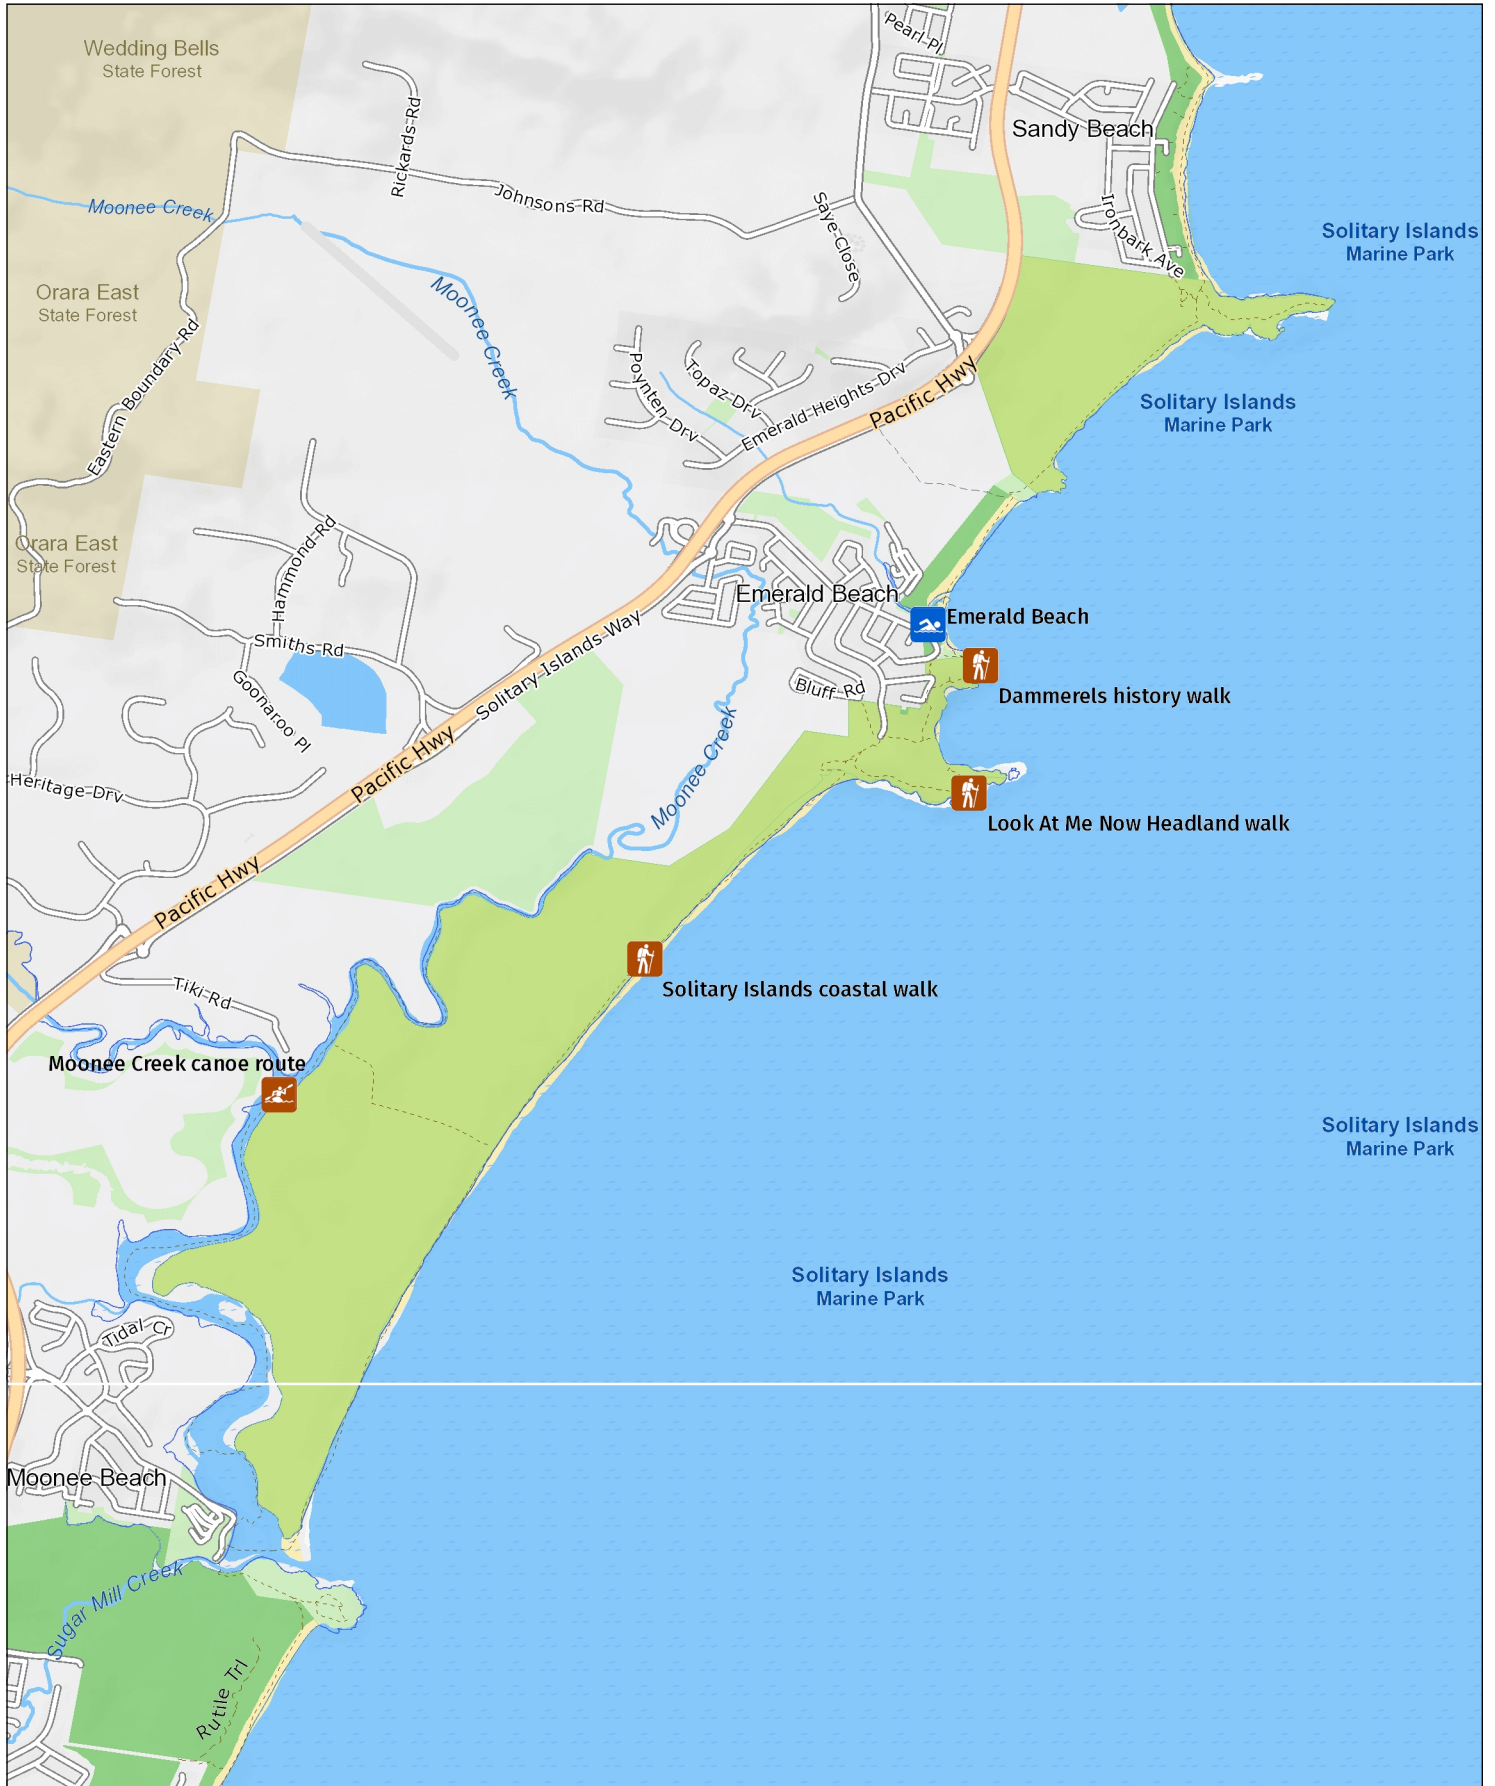 Pearl Pl
Wedding Bells
State Forest
Rickards Rd
Sandy Beach
Moonee Creek
Johnsons Rd
Saye Close
Ironbark Ave
Solitary Islands
Marine Park
Orara East
State Forest
Moonee Creek
Eastern Boundary Rd
Poynten Drv
Topaz Drv
Emerald Heights Drv
Pacific Hwy
Solitary Islands
Marine Park
Hammond Rd
Orara East
State Forest
Emerald Beach
Emerald Beach
Smiths Rd
Solitary Islands Way
Goonaroo Pl
Bluff Rd
Dammerels history walk
Moonee Creek
Pacific Hwy
Heritage Drv
Look At Me Now Headland walk
Pacific Hwy
Solitary Islands coastal walk
Tiki Rd
Moonee Creek canoe route
Solitary Islands
Marine Park
Solitary Islands
Marine Park
Tidal Cr
Moonee Beach
Sugar Mill Creek
Rutile Trl